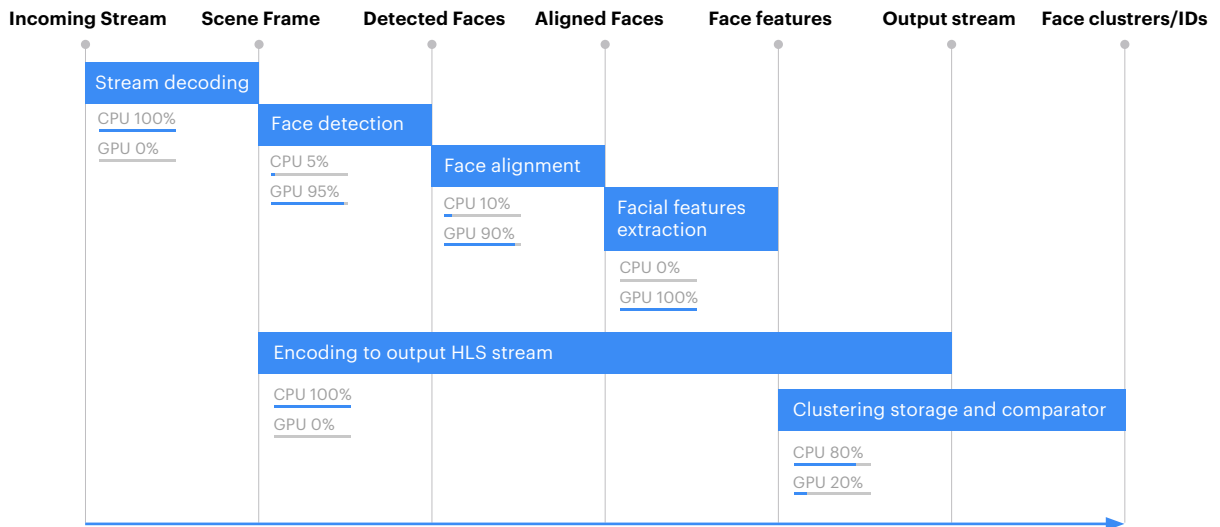 Incoming Stream
Scene Frame
Detected Faces
Aligned Faces
Face features
Output stream
Face clustrers/IDs
Stream decoding
CPU 100%
GPU 0%
Face detection
CPU 5%
GPU 95%
Face alignment
CPU 10%
GPU 90%
Facial features
extraction
CPU 0%
GPU 100%
Encoding to output HLS stream
CPU 100%
GPU 0%
Clustering storage and comparator
CPU 80%
GPU 20%